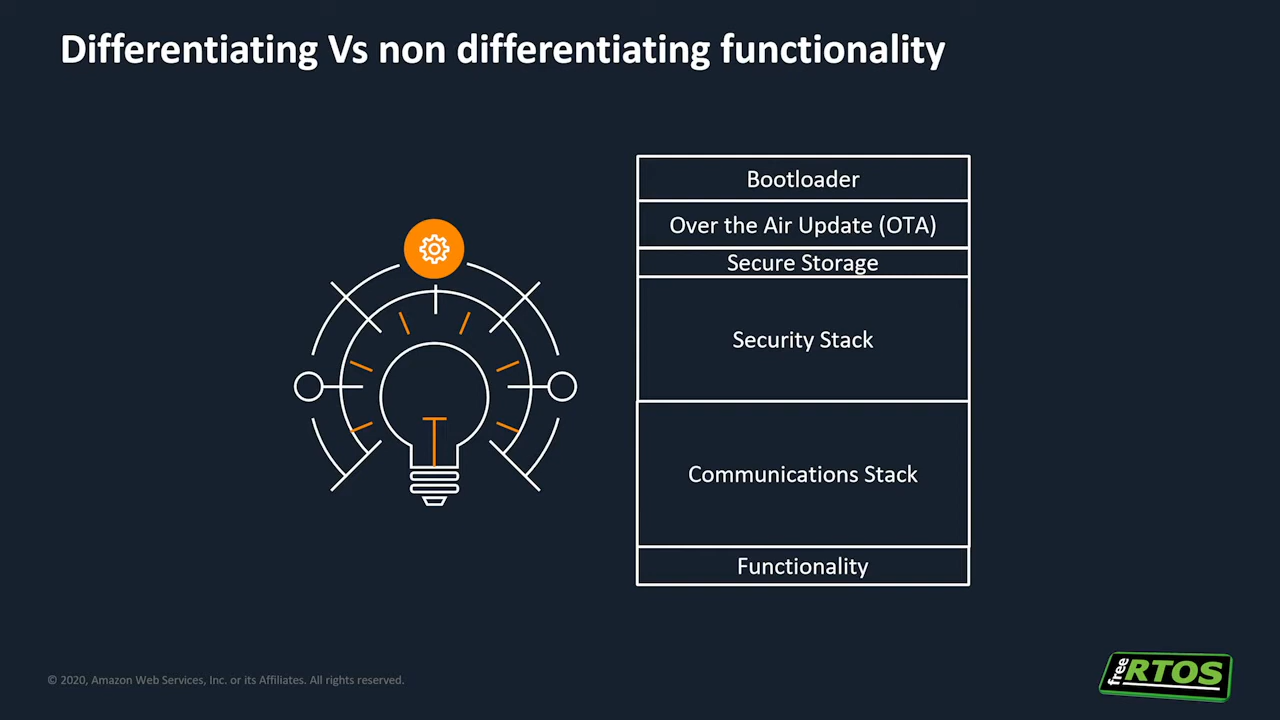 Differentiating Vs non differentiating functionality
Bootloader
Over the Air Update (OTA)
Secure Storage
Security Stack
Communications Stack
Functionality
© 2020, Amazon Web Services, Inc. or its Affiliates. All rights reserved.
free RTOS